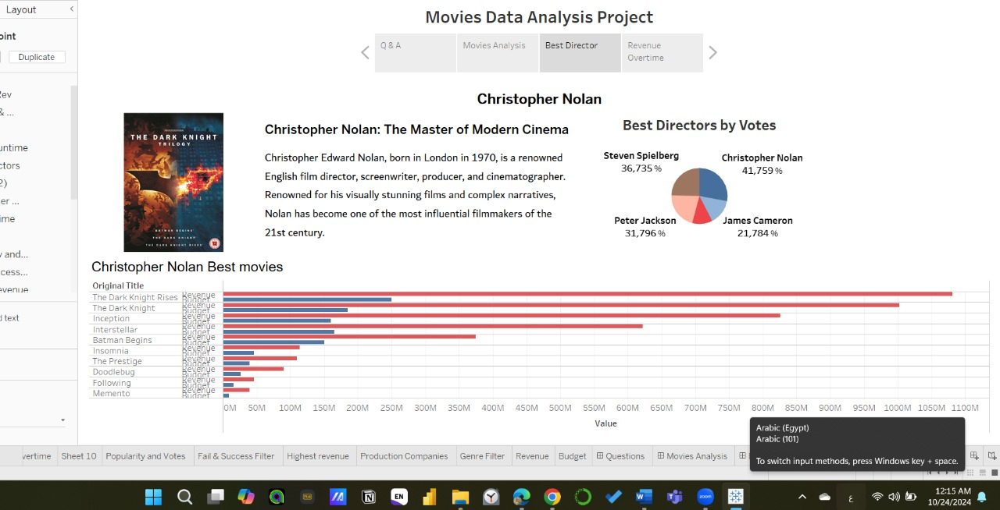 Layout
oint
Duplicate
Rev
& ...
untime
ctors
2)
er ...
ime
y and...
cess...
evenue
d text
Movies Data Analysis Project
Q & A
Movies Analysis
Best Director
Revenue
Overtime
Christopher Nolan
THE DARK KNIGHT
TRILOGY
BATMAN BEGINS
THE DARK KNIGHT
THE DARK KNIGHT RISES
12
Christopher Nolan: The Master of Modern Cinema
Christopher Edward Nolan, born in London in 1970, is a renowned
English film director, screenwriter, producer, and cinematographer.
Renowned for his visually stunning films and complex narratives,
Nolan has become one of the most influential filmmakers of the
21st century.
Best Directors by Votes
Steven Spielberg
36,735 %
Christopher Nolan
41,759 %
Peter Jackson
31,796 %
James Cameron
21,784 %
Christopher Nolan Best movies
Original Title
The Dark Knight Rises Revenue
Budget
The Dark Knight Revenue
Budget
Inception Revenue
Budget
Interstellar Revenue
Budget
Batman Begins Revenue
Budget
Insomnia Revenue
Budget
The Prestige Revenue
Budget
Doodlebug Revenue
Budget
Following Revenue
Budget
Memento Revenue
Budget
0M 50M 100M 150M 200M 250M 300M 350M 400M 450M 500M 550M 600M 650M 700M 750M 800M 850M 900M 950M 1000M 1050M 1100M
Value
Arabic (Egypt)
Arabic (101)
To switch input methods, press Windows key + space.
vertime Sheet 10 Popularity and Votes Fail & Success Filter Highest revenue Production Companies Genre Filter Revenue Budget Questions Movies Analysis
EN
W
zoom
ع
12:15 AM
10/24/2024